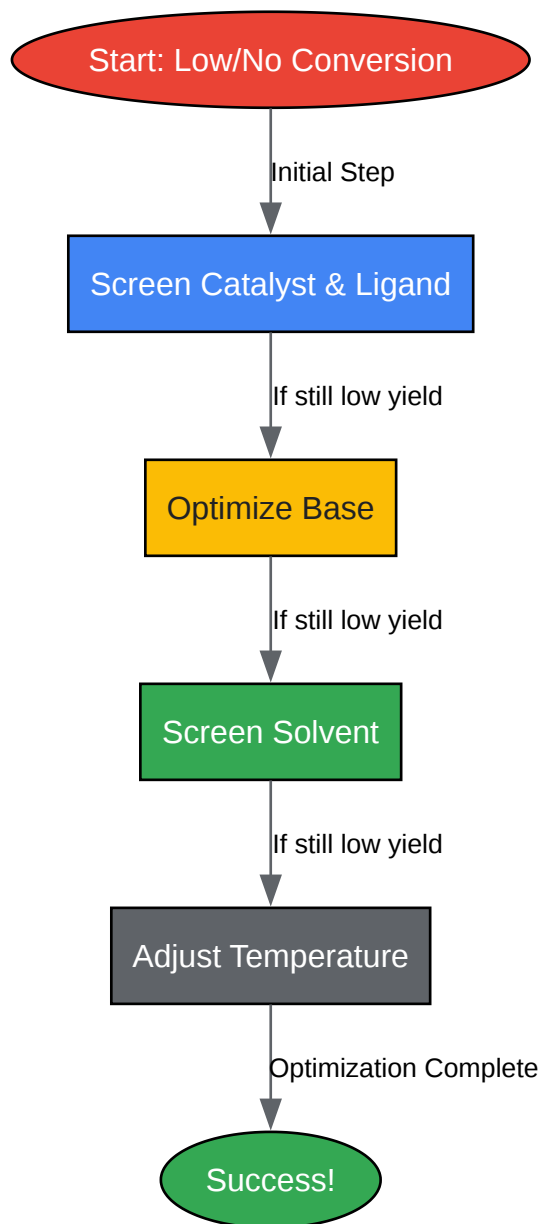 Start: Low/No Conversion
Initial Step
Screen Catalyst & Ligand
If still low yield
Optimize Base
If still low yield
Screen Solvent
If still low yield
Adjust Temperature
Optimization Complete
Success!